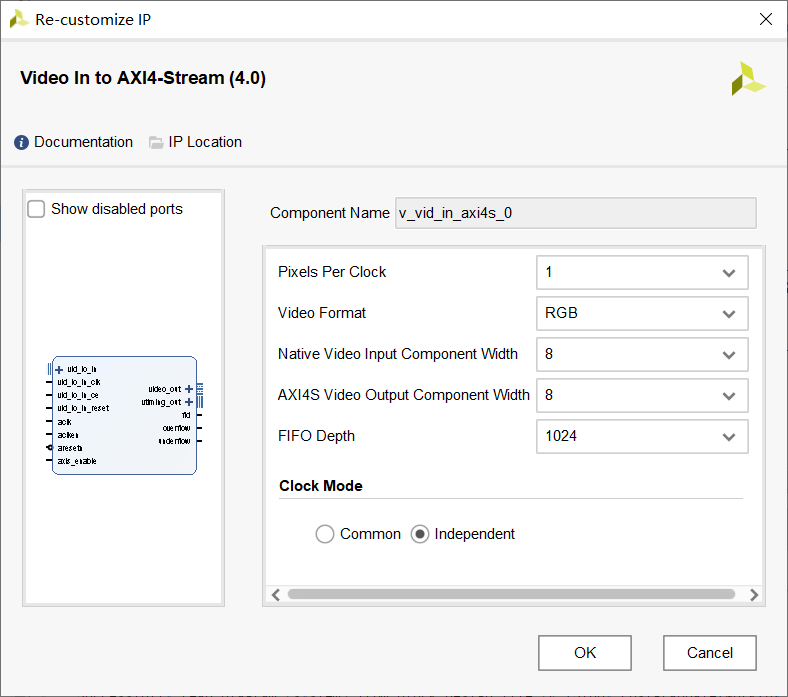 Re-customize IP
Video In to AXI4-Stream (4.0)
Documentation IP Location
Show disabled ports
Component Name v_vid_in_axi4s_0
Pixels Per Clock 1
Video Format RGB
Native Video Input Component Width 8
AXI4S Video Output Component Width 8
FIFO Depth 1024
vid_io_in
vid_io_in_clk
vid_io_in_ce
vid_io_in_reset
aclk
aclken
aresetn
axis_enable
video_out
vtiming_out
fid
overflow
underflow
Clock Mode
Common Independent
OK Cancel